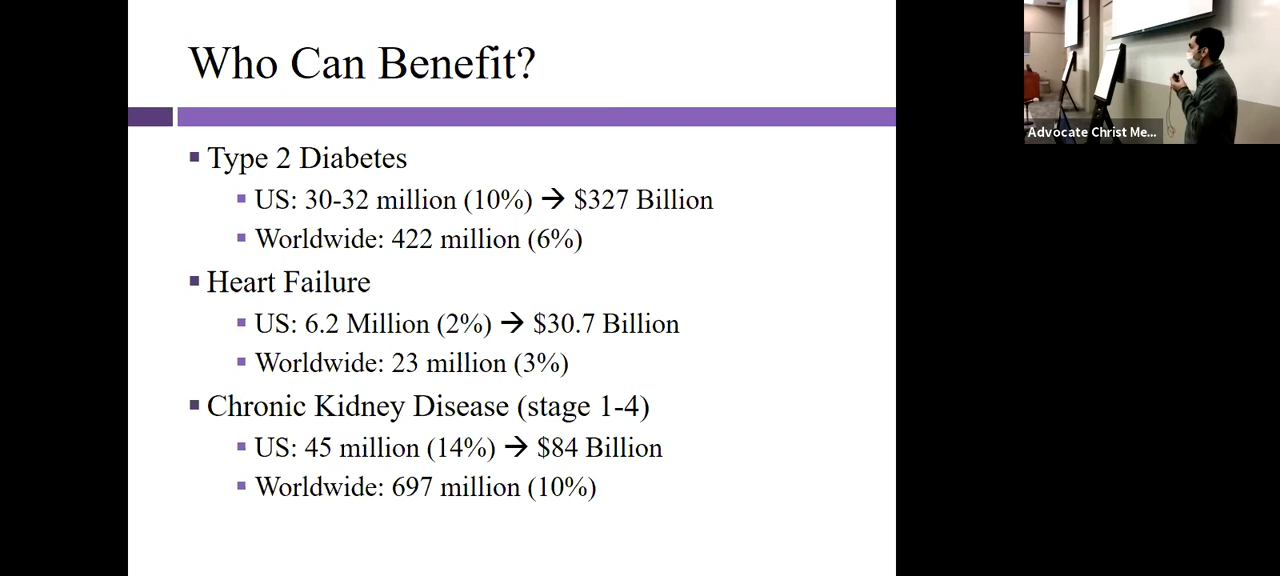 Who Can Benefit?
Type 2 Diabetes
US: 30-32 million (10%) → $327 Billion
Worldwide: 422 million (6%)
Heart Failure
US: 6.2 Million (2%) → $30.7 Billion
Worldwide: 23 million (3%)
Chronic Kidney Disease (stage 1-4)
US: 45 million (14%) → $84 Billion
Worldwide: 697 million (10%)
Advocate Christ Me...